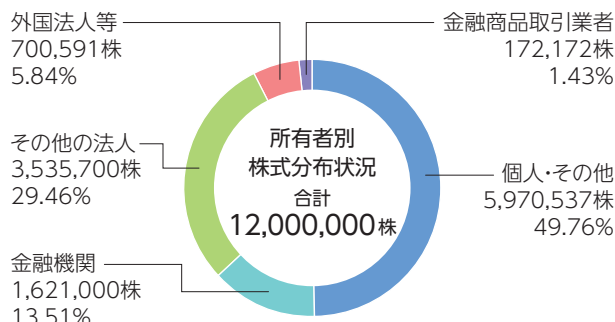 外国法人等
700,591株
5.84%
金融商品取引業者
172,172株
1.43%
その他の法人
3,535,700株
29.46%
所有者別
株式分布状況
合計
12,000,000株
個人・その他
5,970,537株
49.76%
金融機関
1,621,000株
13.51%